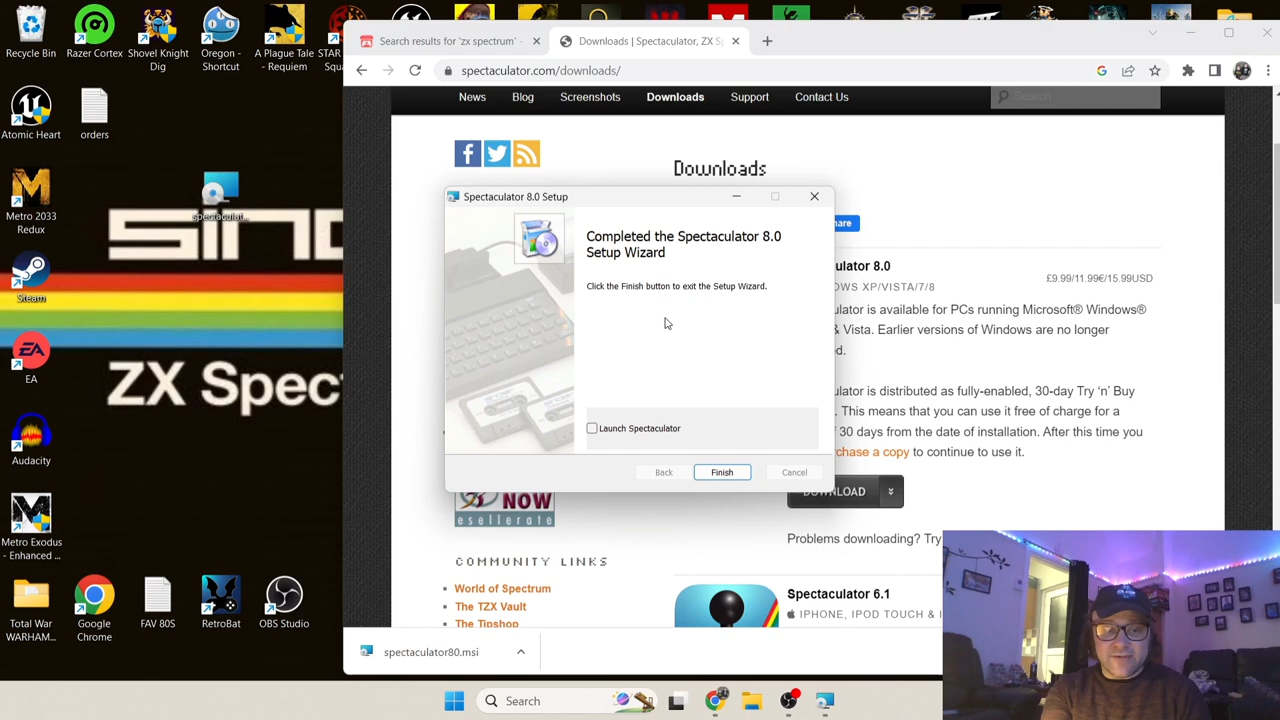 Recycle Bin
Razer Cortex
Shovel Knight
Dig
Oregon -
Shortcut
A Plague Tale
- Requiem
STAR
Squa
Atomic Heart
orders
Metro 2033
Redux
spectaculat...
Steam
EA
Audacity
Metro Exodus
- Enhanced ...
Total War
WARHAM...
Google
Chrome
FAV 80S
RetroBat
OBS Studio
ZX Spec
Search results for 'zx spectrum' -
Downloads | Spectaculator, ZX S
spectaculator.com/downloads/
News Blog Screenshots Downloads Support Contact Us
Search
Downloads
Spectaculator 8.0 Setup
Completed the Spectaculator 8.0
Setup Wizard
Click the Finish button to exit the Setup Wizard.
Launch Spectaculator
Back Finish Cancel
are
ulator 8.0
£9.99/11.99€/15.99USD
OWS XP/VISTA/7/8
ulator is available for PCs running Microsoft® Windows®
& Vista. Earlier versions of Windows are no longer
ed.
ulator is distributed as fully-enabled, 30-day Try 'n' Buy
. This means that you can use it free of charge for a
f 30 days from the date of installation. After this time you
rchase a copy to continue to use it.
DOWNLOAD
Problems downloading? Try
NOW
esellerate
COMMUNITY LINKS
World of Spectrum
The TZX Vault
The Tipshop
Spectaculator 6.1
IPHONE, IPOD TOUCH & I
spectaculator80.msi
Search